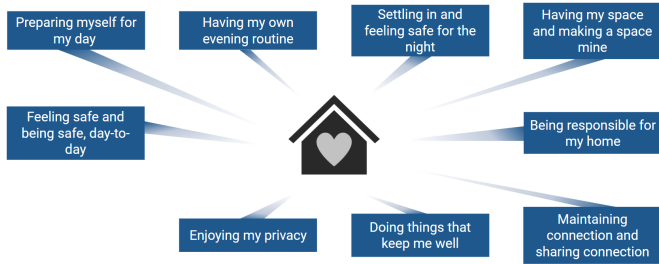 Preparing myself for
my day
Having my own
evening routine
Settling in and
feeling safe for the
night
Having my space
and making a space
mine
Feeling safe and
being safe, day-to-
day
Being responsible for
my home
Enjoying my privacy
Doing things that
keep me well
Maintaining
connection and
sharing connection